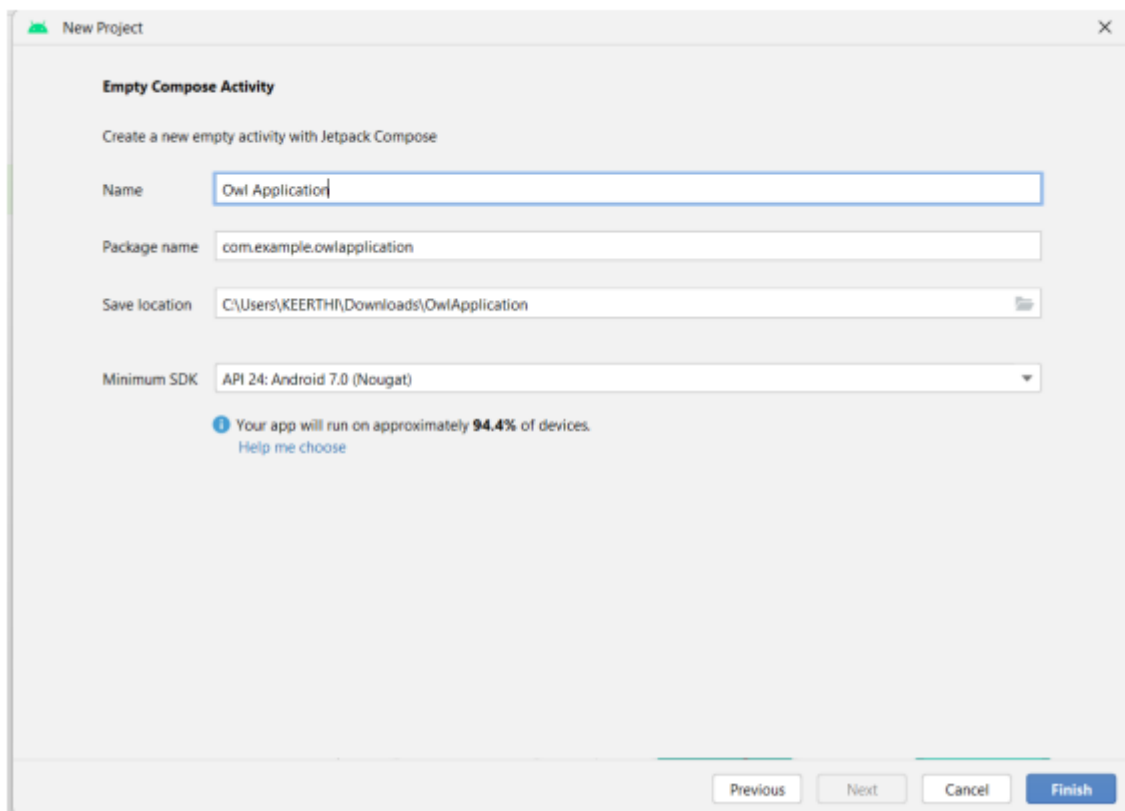 New Project
Empty Compose Activity
Create a new empty activity with Jetpack Compose
Name Owl Application
Package name com.example.owlapplication
Save location C:\Users\KEERTHI\Downloads\OwlApplication
Minimum SDK API 24: Android 7.0 (Nougat)
Your app will run on approximately 94.4% of devices.
Help me choose
Previous Next Cancel Finish